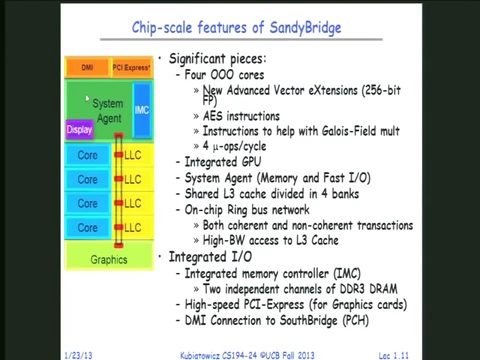 Chip-scale features of SandyBridge
DMI
PCI Express*
System
Agent
IMC
Display
Core
LLC
Core
LLC
Core
LLC
Core
LLC
Graphics
• Significant pieces:
– Four OOO cores
» New Advanced Vector eXtensions (256-bit
FP)
» AES instructions
» Instructions to help with Galois-Field mult
» 4 μ-ops/cycle
– Integrated GPU
– System Agent (Memory and Fast I/O)
– Shared L3 cache divided in 4 banks
– On-chip Ring bus network
» Both coherent and non-coherent transactions
» High-BW access to L3 Cache
• Integrated I/O
– Integrated memory controller (IMC)
» Two independent channels of DDR3 DRAM
– High-speed PCI-Express (for Graphics cards)
– DMI Connection to SouthBridge (PCH)
1/23/13
Kubiatowicz CS194-24 ©UCB Fall 2013
Lec 1.11